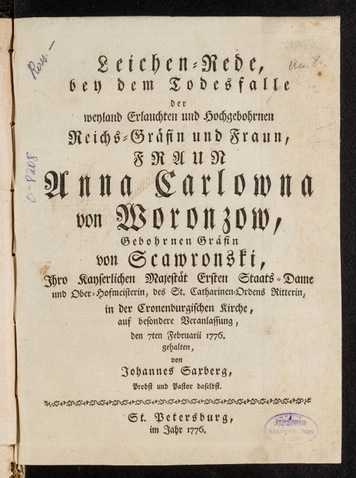 Leichen-Rede,
bey dem Todesfalle
der
weyland Erlauchten und Hochgebohrnen
Reichs-Gräfin und Fraun,
FRAUN
Anna Carlowna
von Woronzow,
Gebohrnen Gräfin
von Scawronski,
Ihro Kayserlichen Majestät Ersten Staats-Dame
und Ober-Hofmeisterin, des St. Catharinen-Ordens Ritterin,
in der Cronenburgischen Kirche,
auf besondere Veranlassung,
den 7ten Februarii 1776.
gehalten,
von
Johannes Saxberg,
Probst und Pastor daselbst.
St. Petersburg,
im Jahr 1776.